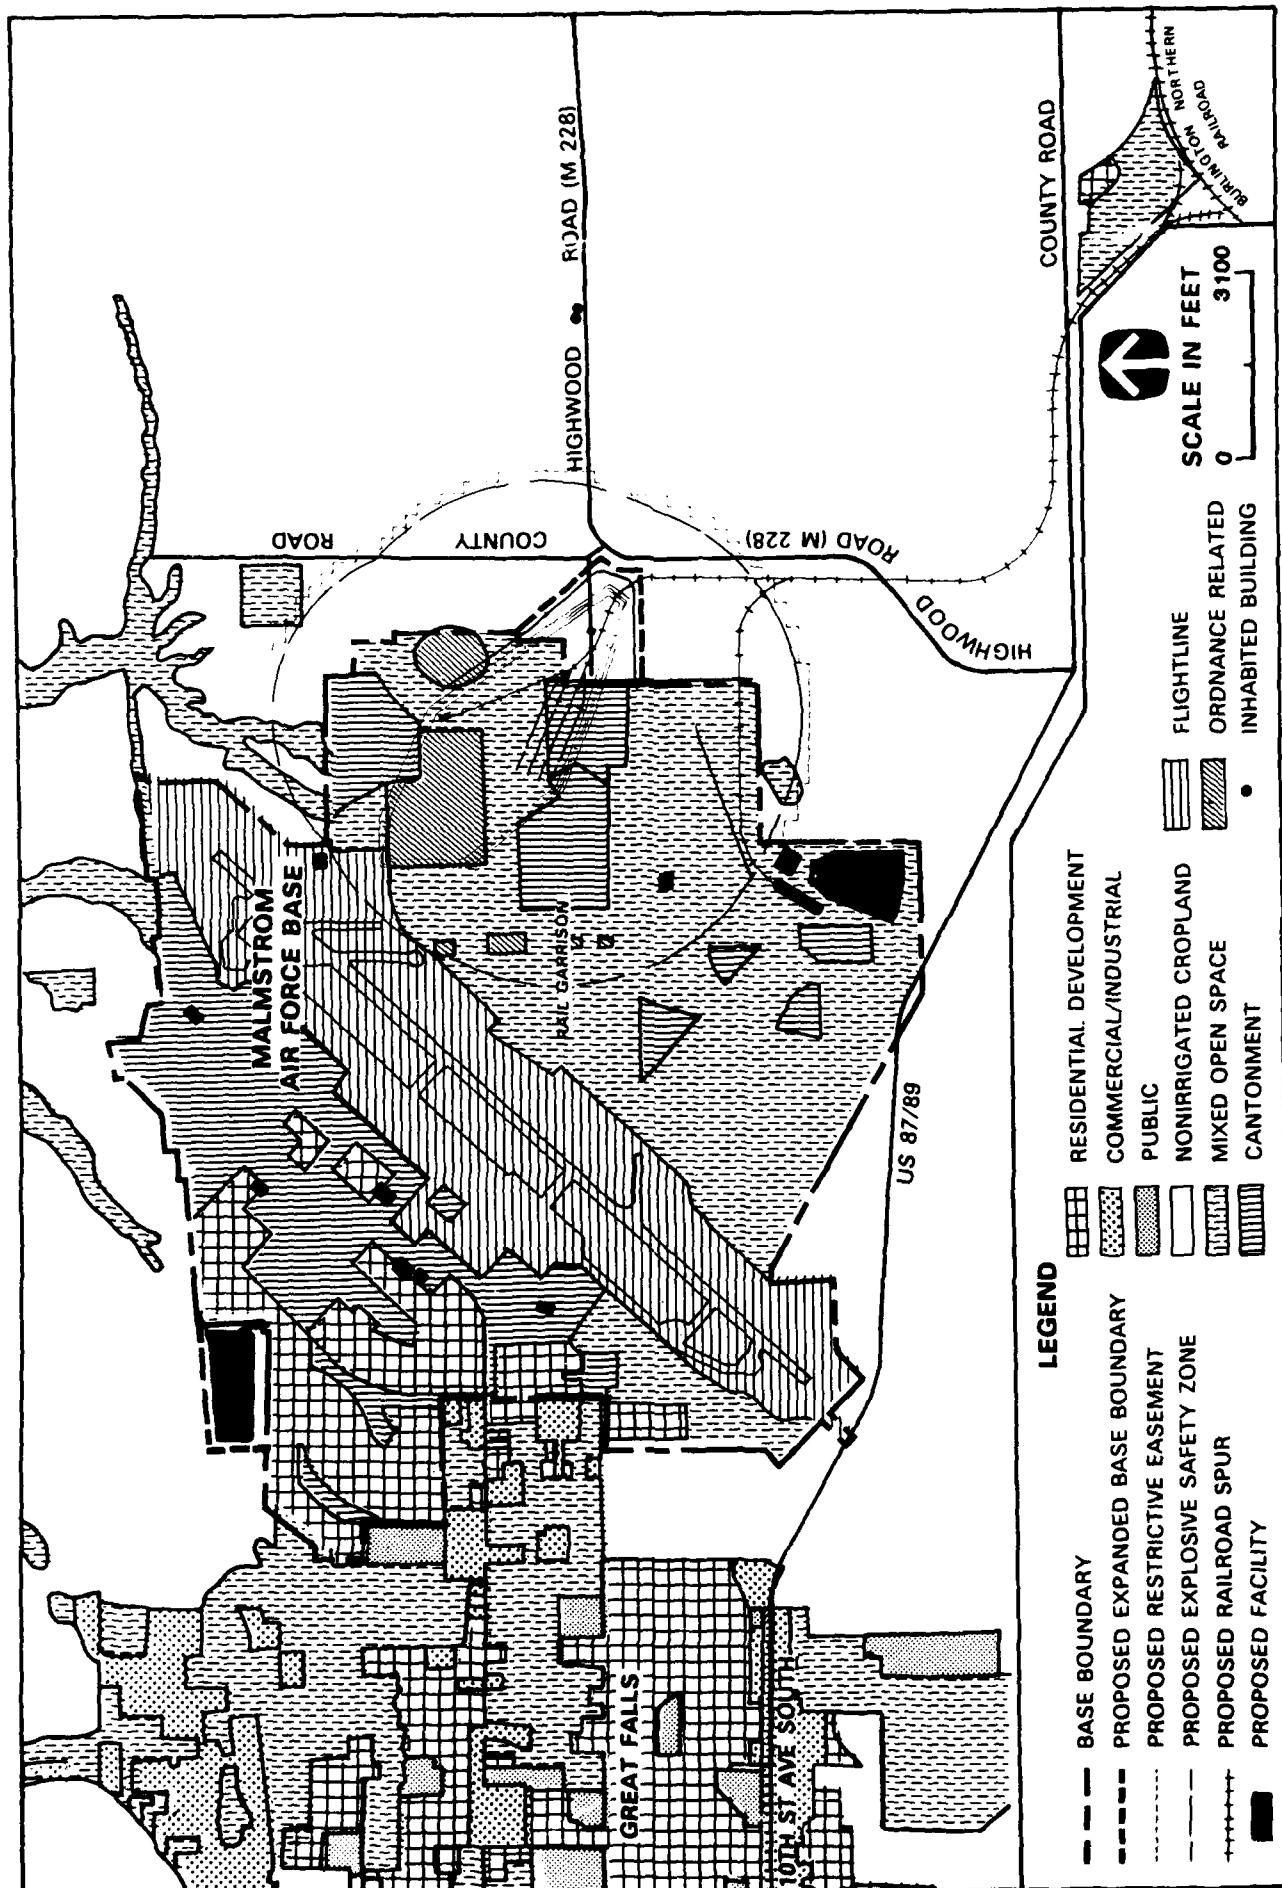 MALMSTROM
AIR FORCE BASE
RAIL GARRISON
GREAT FALLS
10TH ST AVE SOUTH
US 87/89
COUNTY
ROAD
HIGHWOOD
ROAD (M 228)
HIGHWOOD
ROAD (M 228)
COUNTY ROAD
BURLINGTON NORTHERN
RAILROAD
SCALE IN FEET
0 3100
LEGEND
BASE BOUNDARY
PROPOSED EXPANDED BASE BOUNDARY
PROPOSED RESTRICTIVE EASEMENT
PROPOSED EXPLOSIVE SAFETY ZONE
PROPOSED RAILROAD SPUR
PROPOSED FACILITY
RESIDENTIAL DEVELOPMENT
COMMERCIAL/INDUSTRIAL
PUBLIC
NONIRRIGATED CROPLAND
MIXED OPEN SPACE
CANTONMENT
FLIGHTLINE
ORDNANCE RELATED
INHABITED BUILDING